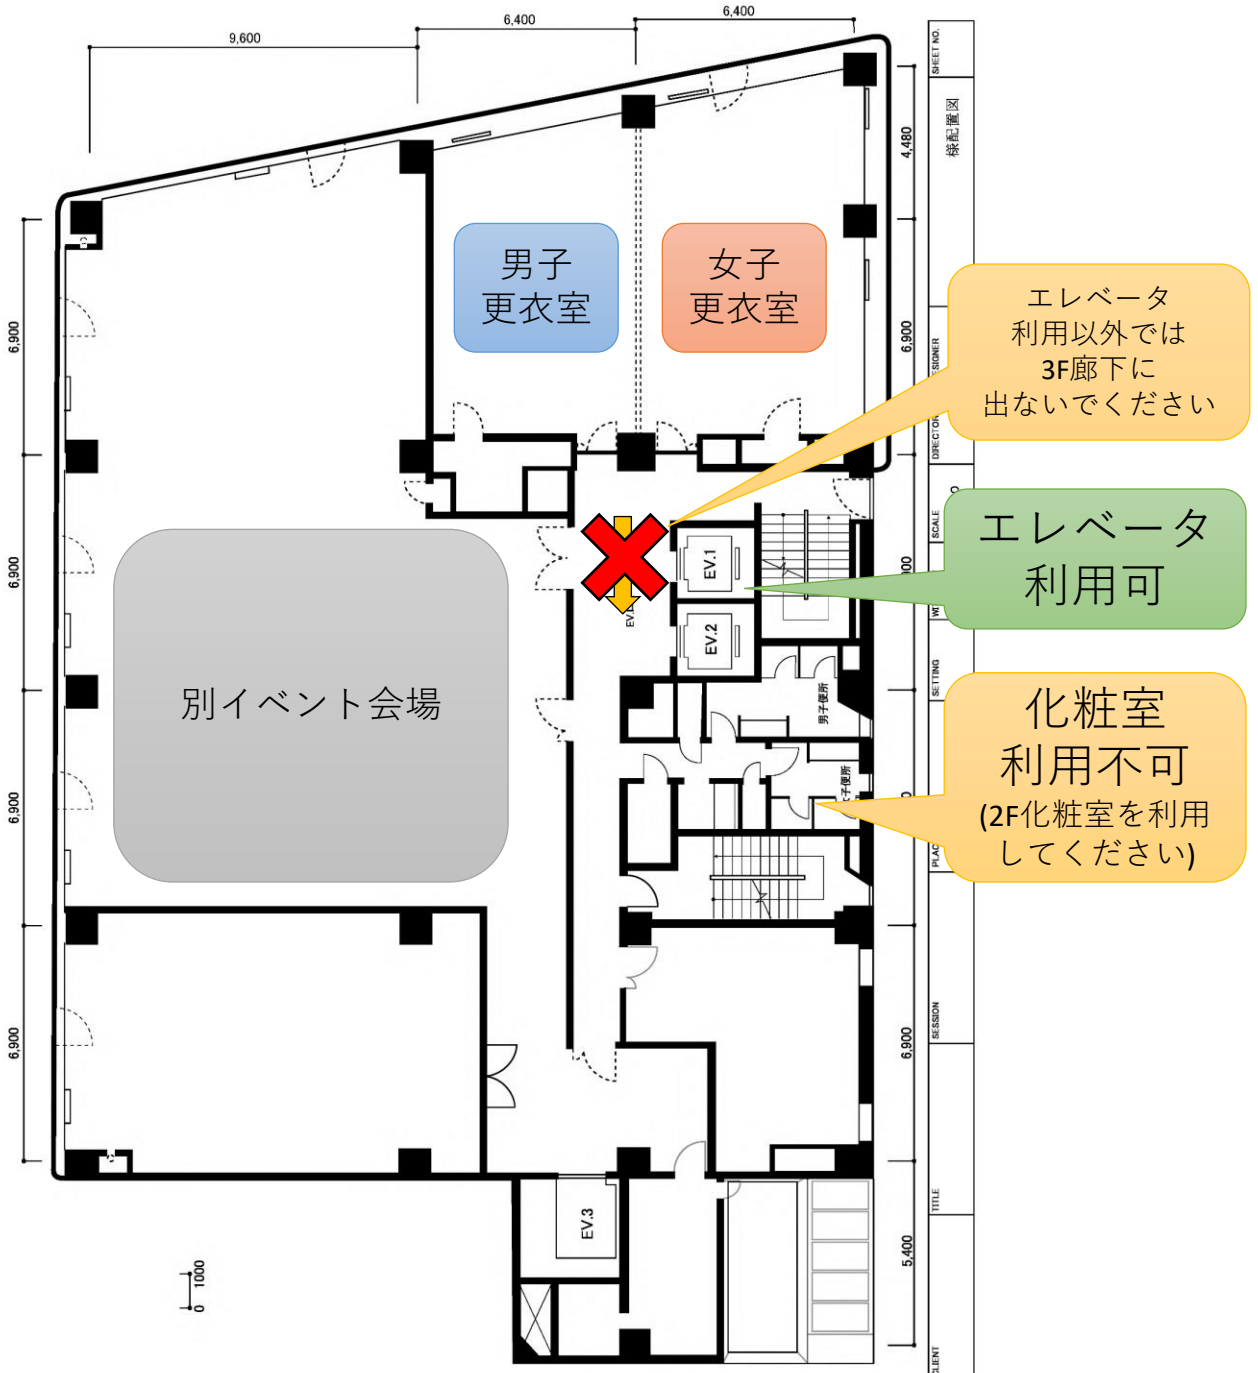 9,600
6,400
6,400
SHEET NO.
様配置図
4,480
男子
更衣室
女子
更衣室
エレベータ
利用以外では
3F廊下に
出ないでください
6,900
6,900
DIRECTOR
SCALE
エレベータ
利用可
EV.1
EV.2
6,900
別イベント会場
男子便所
SETTING
化粧室
利用不可
(2F化粧室を利用
してください)
女子便所
6,900
6,900
6,900
SESSION
TITLE
EV.3
5,400
0 1000
CLIENT